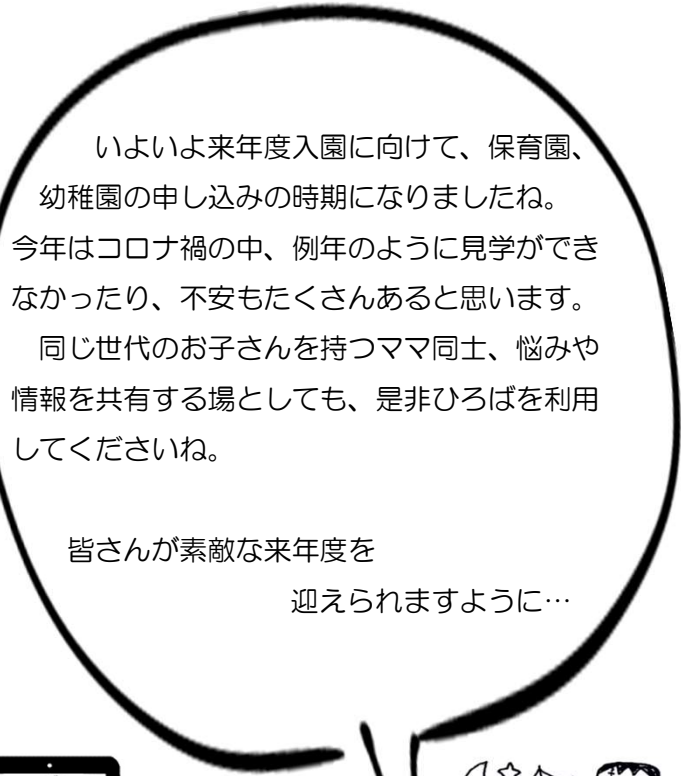 いよいよ来年度入園に向けて、保育園、
幼稚園の申し込みの時期になりましたね。
今年はコロナ禍の中、例年のように見学ができ
なかったり、不安もたくさんあると思います。
同じ世代のお子さんを持つママ同士、悩みや
情報を共有する場としても、是非ひろばを利用
してくださいね。
皆さんが素敵な来年度を
迎えられますように…